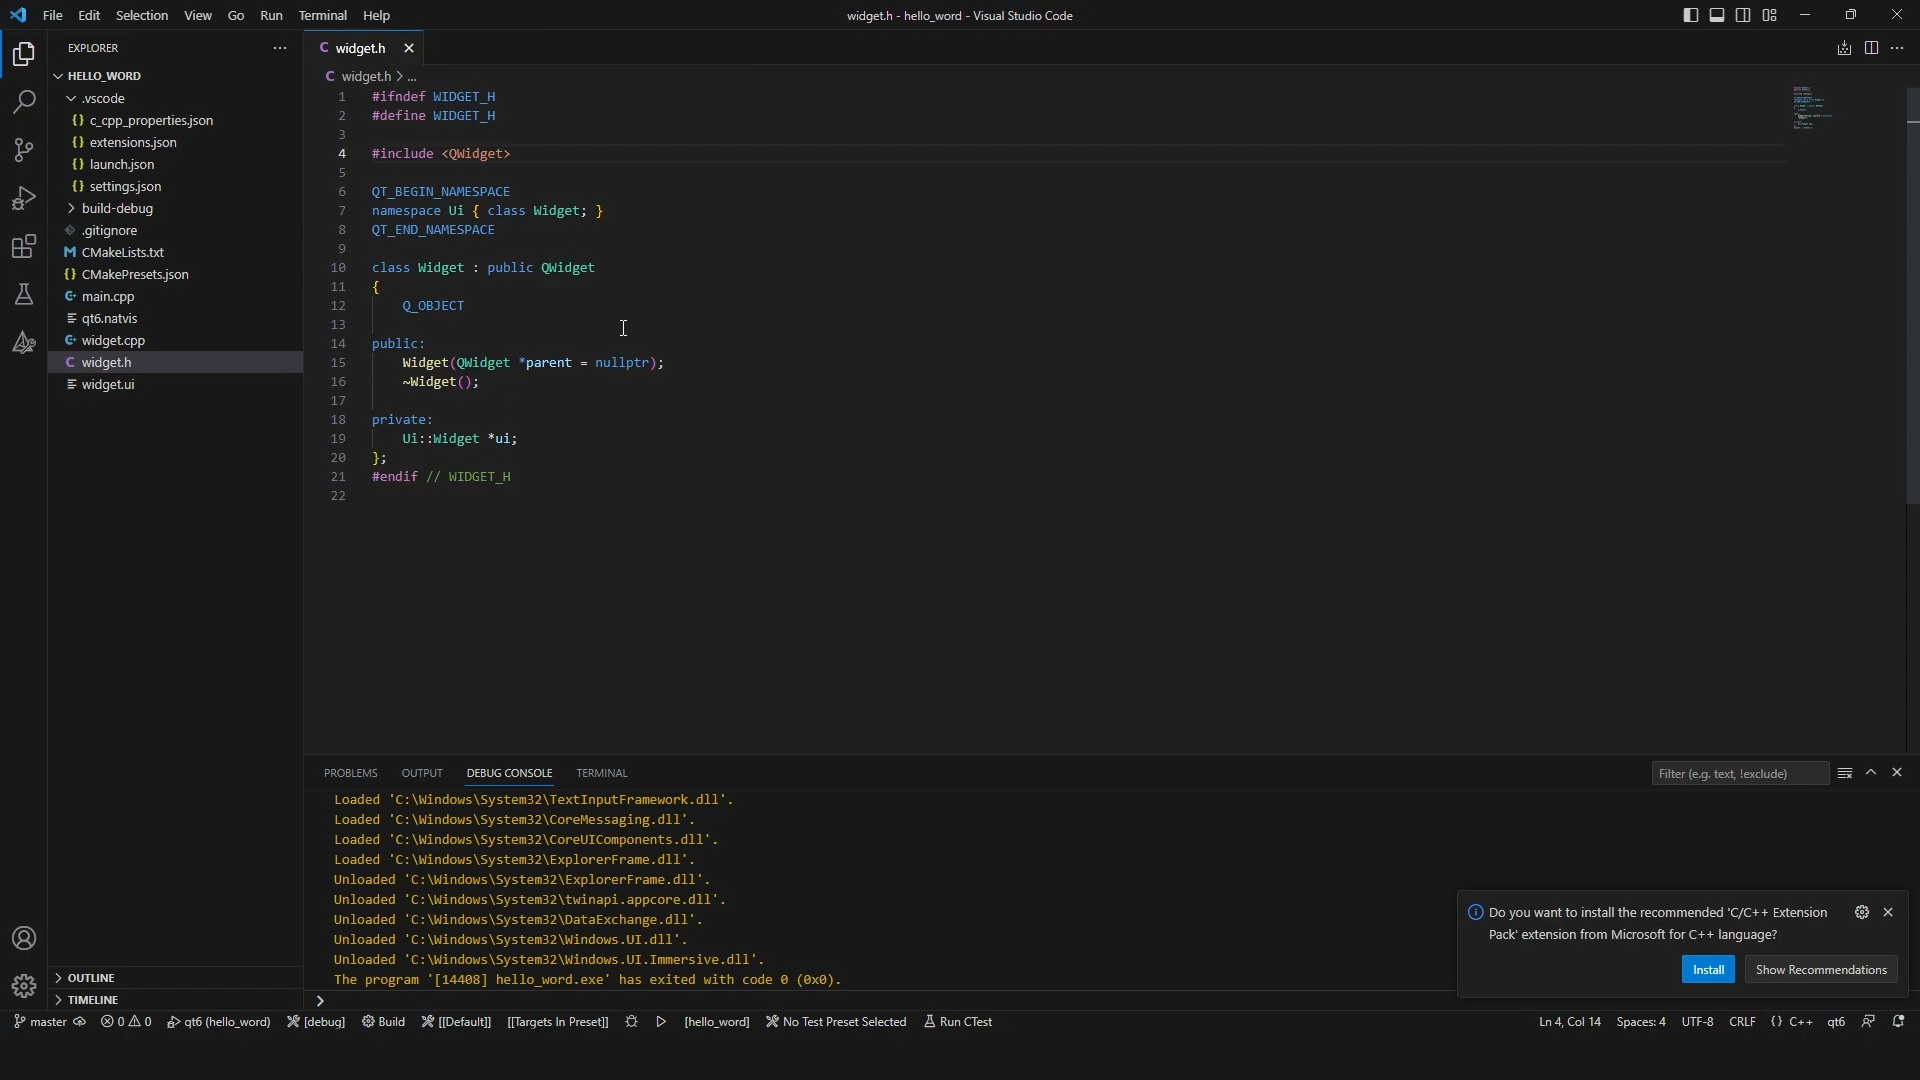 File Edit Selection View Go Run Terminal Help
widget.h - hello_word - Visual Studio Code
EXPLORER
HELLO_WORD
.vscode
{} c_cpp_properties.json
{} extensions.json
{} launch.json
{} settings.json
build-debug
.gitignore
M CMakeLists.txt
{} CMakePresets.json
main.cpp
qt6.natvis
widget.cpp
C widget.h
widget.ui
OUTLINE
TIMELINE
C widget.h
C widget.h > ...
1 #ifndef WIDGET_H
2 #define WIDGET_H
3
4 #include <QWidget>
5
6 QT_BEGIN_NAMESPACE
7 namespace Ui { class Widget; }
8 QT_END_NAMESPACE
9
10 class Widget : public QWidget
11 {
12 Q_OBJECT
13
14 public:
15 Widget(QWidget *parent = nullptr);
16 ~Widget();
17
18 private:
19 Ui::Widget *ui;
20 };
21 #endif // WIDGET_H
22
PROBLEMS OUTPUT DEBUG CONSOLE TERMINAL
Filter (e.g. text, !exclude)
Loaded 'C:\Windows\System32\TextInputFramework.dll'.
Loaded 'C:\Windows\System32\CoreMessaging.dll'.
Loaded 'C:\Windows\System32\CoreUIComponents.dll'.
Loaded 'C:\Windows\System32\ExplorerFrame.dll'.
Unloaded 'C:\Windows\System32\ExplorerFrame.dll'.
Unloaded 'C:\Windows\System32\twinapi.appcore.dll'.
Unloaded 'C:\Windows\System32\DataExchange.dll'.
Unloaded 'C:\Windows\System32\Windows.UI.dll'.
Unloaded 'C:\Windows\System32\Windows.UI.Immersive.dll'.
The program '[14408] hello_word.exe' has exited with code 0 (0x0).
Do you want to install the recommended 'C/C++ Extension
Pack' extension from Microsoft for C++ language?
Install Show Recommendations
master 0 0 qt6 (hello_word) [debug] Build [[Default]] [[Targets In Preset]] [hello_word] No Test Preset Selected Run CTest
Ln 4, Col 14 Spaces: 4 UTF-8 CRLF {} C++ qt6